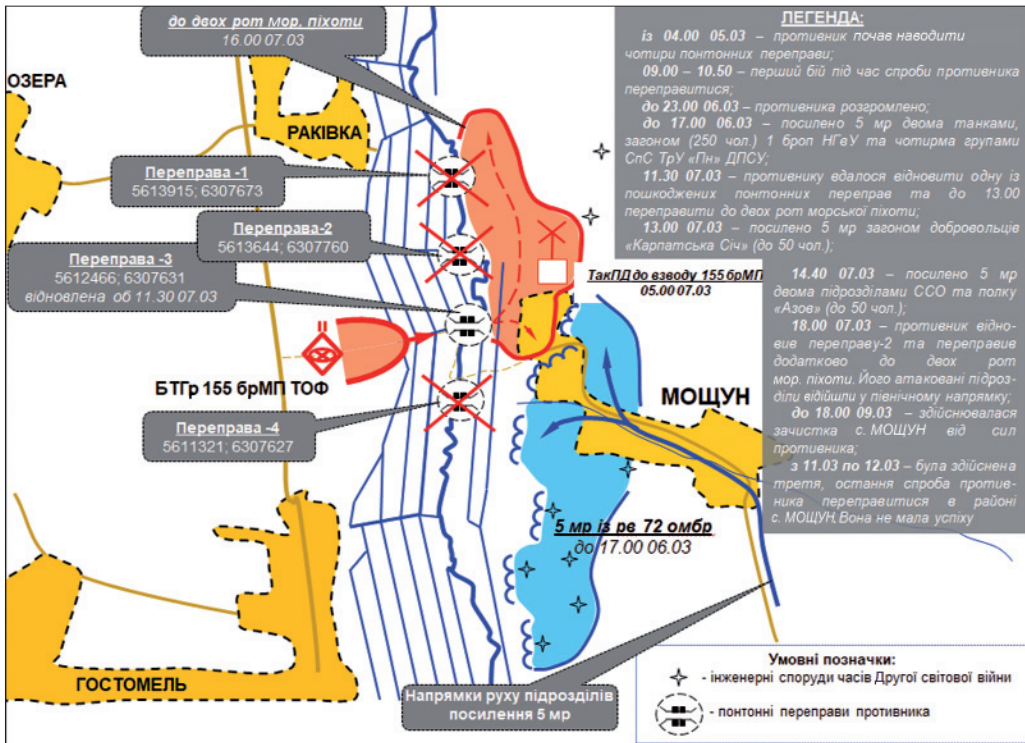 до двох рот мор. піхоти
16.00 07.03
ОЗЕРА
РАКІВКА
Переправа -1
5613915; 6307673
Переправа-2
5613644; 6307760
Переправа -3
5612466; 6307631
відновлена об 11.30 07.03
БТГр 155 брМП ТОФ
Переправа -4
5611321; 6307627
ГОСТОМЕЛЬ
ТакПД до взводу 155 брМП
05.00 07.03
МОЩУН
5 мр із рв 72 омбр
до 17.00 06.03
Напрямки руху підрозділів
посилення 5 мр
ЛЕГЕНДА:
із 04.00 05.03 – противник почав наводити
чотири понтонних переправи;
09.00 – 10.50 – перший бій під час спроби противника
переправитися;
до 23.00 06.03 – противника розгромлено;
до 17.00 06.03 – посилено 5 мр двома танками,
загоном (250 чол.) 1 броп НГвУ та чотирма групами
СпС ТрУ «Пн» ДПСУ;
11.30 07.03 – противнику вдалося відновити одну із
пошкоджених понтонних переправ та до 13.00
переправити до двох рот морської піхоти;
13.00 07.03 – посилено 5 мр загоном добровольців
«Карпатська Січ» (до 50 чол.);
14.40 07.03 – посилено 5 мр
двома підрозділами ССО та полку
«Азов» (до 50 чол.);
18.00 07.03 – противник відно-
вив переправу-2 та переправив
додатково до двох рот
мор. піхоти. Його атаковані підроз-
діли відійшли у північному напрямку;
до 18.00 09.03 – здійснювалася
зачистка с. МОЩУН від сил
противника;
з 11.03 по 12.03 – була здійснена
третя, остання спроба против-
ника переправитися в районі
с. МОЩУН. Вона не мала успіху
Умовні позначки:
- інженерні споруди часів Другої світової війни
- понтонні переправи противника